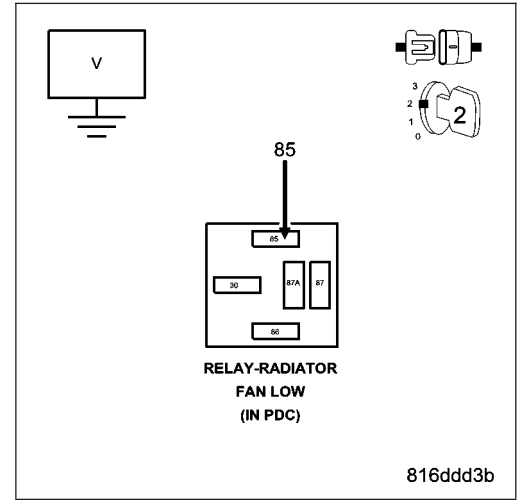 V
3
2
1
0
2
85
85
30
87A
87
86
RELAY-RADIATOR
FAN LOW
(IN PDC)
816ddd3b